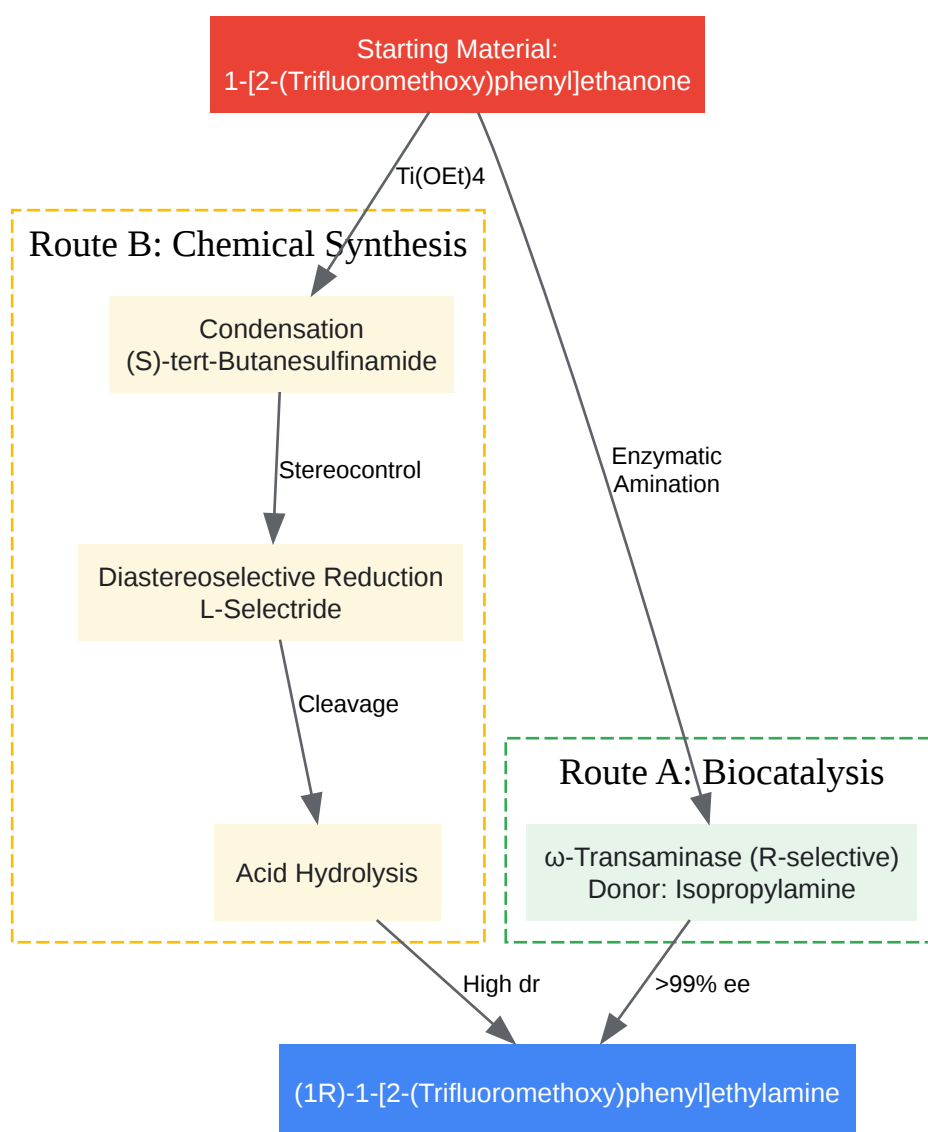 Starting Material:
1-[2-(Trifluoromethoxy)phenyl]ethanone
Ti(OEt)4
Route B: Chemical Synthesis
Condensation
(S)-tert-Butanesulfinamide
Stereocontrol
Enzymatic
Amination
Diastereoselective Reduction
L-Selectride
Cleavage
Route A: Biocatalysis
Acid Hydrolysis
ω-Transaminase (R-selective)
Donor: Isopropylamine
High dr
>99% ee
(1R)-1-[2-(Trifluoromethoxy)phenyl]ethylamine